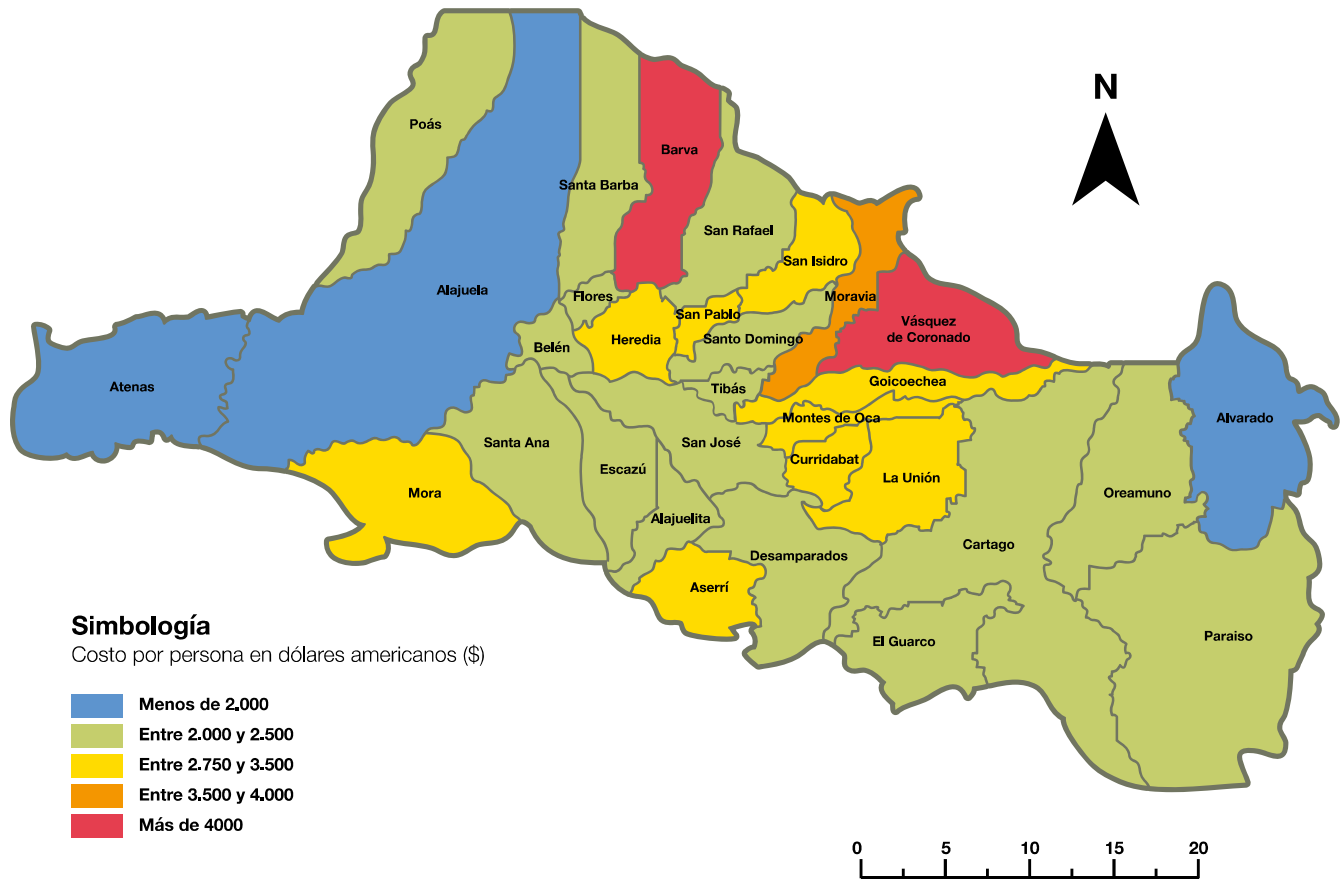 N
Poás
Barva
Santa Barba
San Rafael
San Isidro
Alajuela
Flores
Moravia
San Pablo
Vásquez
de Coronado
Heredia
Santo Domingo
Belén
Atenas
Tibás
Goicoechea
Montes de Oca
Alvarado
Santa Ana
San José
Escazú
Curridabat
La Unión
Mora
Oreamuno
Alajuelita
Desamparados
Cartago
Aserrí
El Guarco
Paraiso
Simbología
Costo por persona en dólares americanos ($)
Menos de 2.000
Entre 2.000 y 2.500
Entre 2.750 y 3.500
Entre 3.500 y 4.000
Más de 4000
0 5 10 15 20